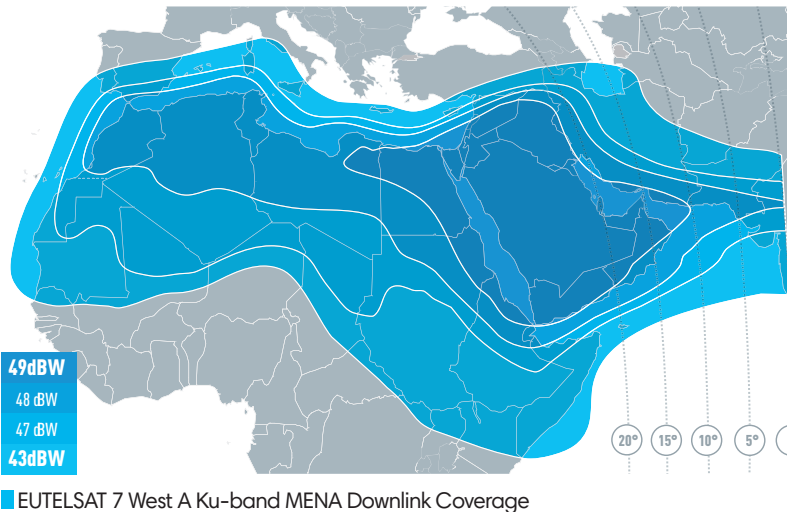 49dBW
48 dBW
47 dBW
43dBW
20° 15° 10° 5°
EUTELSAT 7 West A Ku-band MENA Downlink Coverage